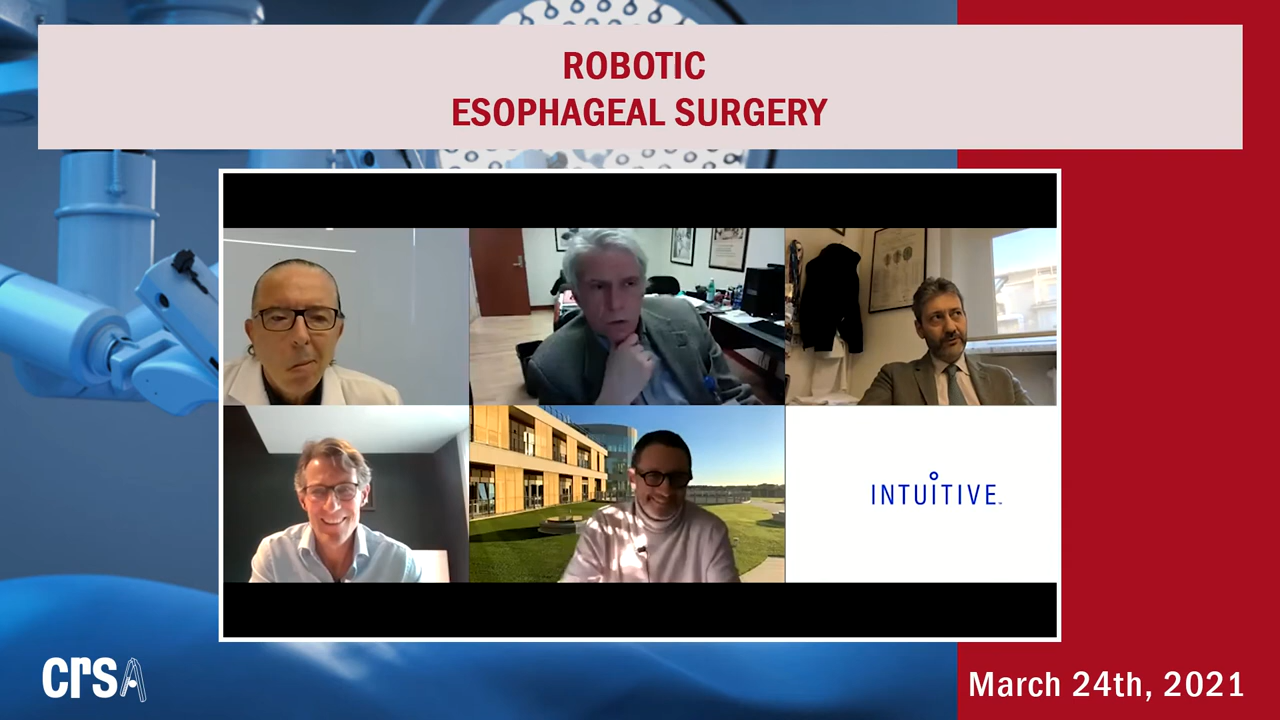 ROBOTIC
ESOPHAGEAL SURGERY
INTUITIVE
crsa
March 24th, 2021